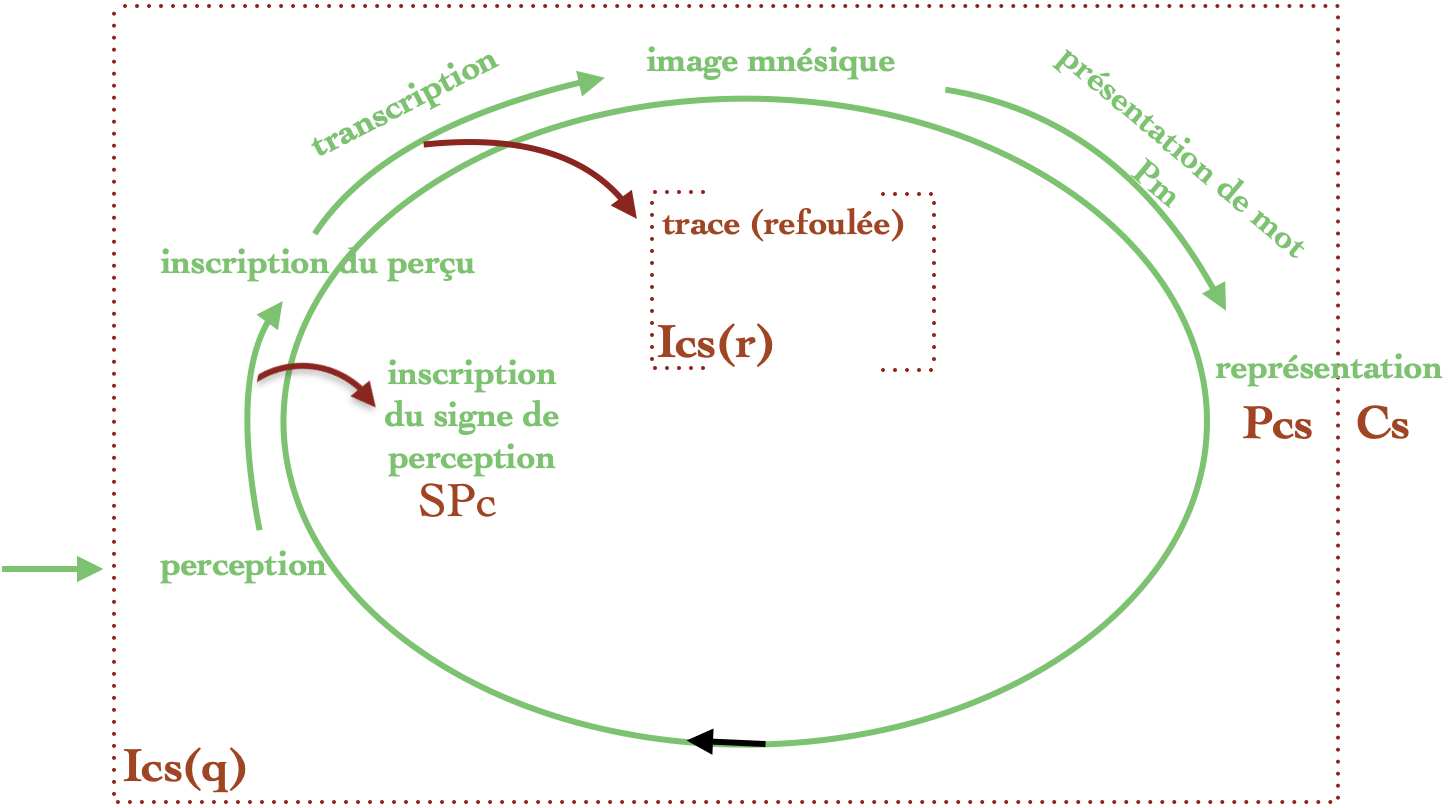 image mnésique
transcription
présentation de mot
Pm
trace (refoulée)
inscription du perçu
Ics(r)
représentation
inscription
du signe de
perception
Pcs
Cs
SPc
perception
Ics(q)